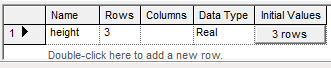 Name Rows Columns Data Type Initial Values
1 height 3 Real 3 rows
Double-click here to add a new row.